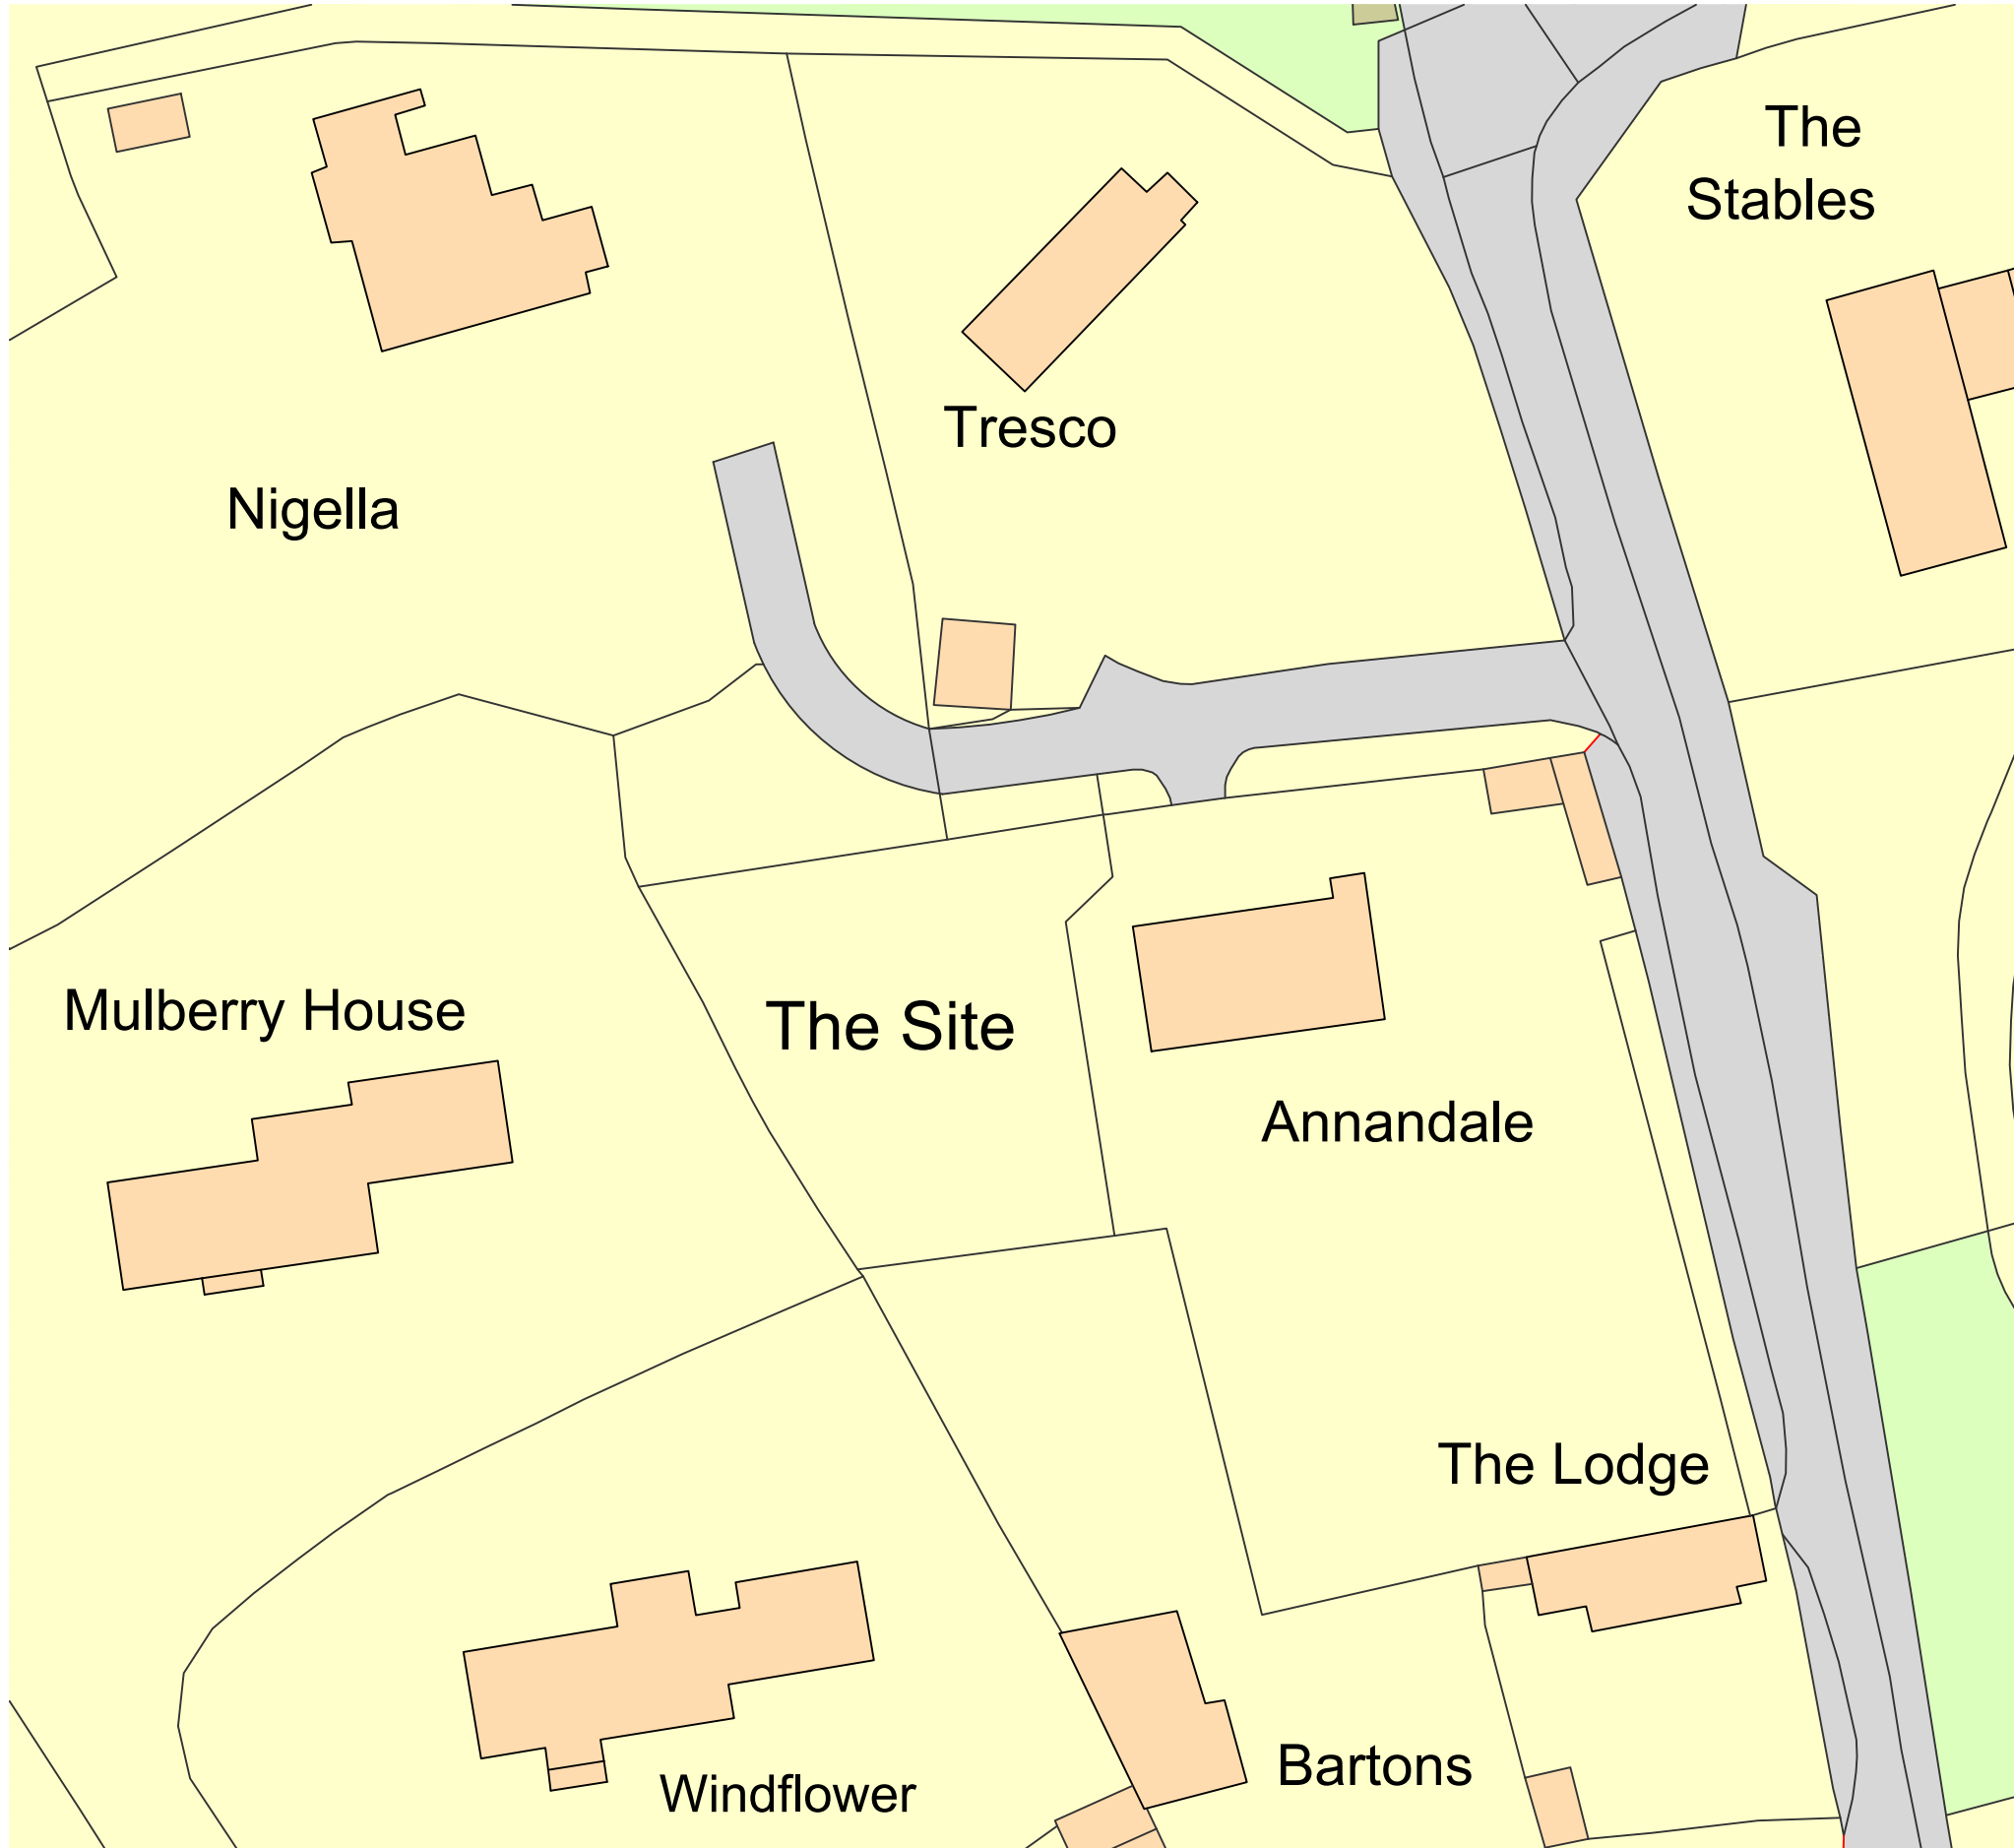 The
Stables
Tresco
Nigella
Mulberry House
The Site
Annandale
The Lodge
Bartons
Windflower